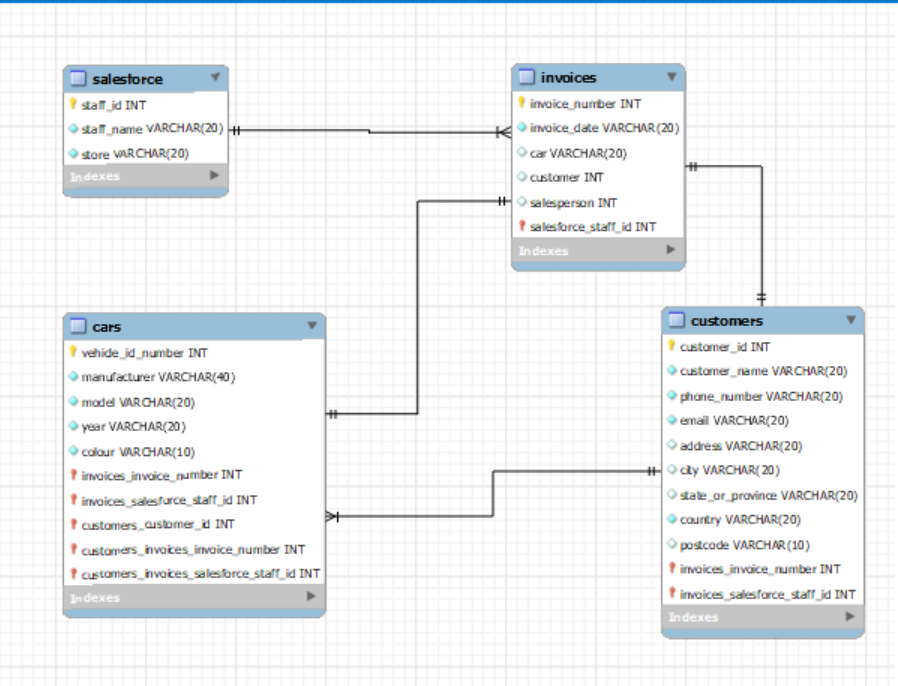 salesforce
staff_id INT
staff_name VARCHAR(20)
store VARCHAR(20)
Indexes
invoices
invoice_number INT
invoice_date VARCHAR(20)
car VARCHAR(20)
customer INT
salesperson INT
salesforce_staff_id INT
Indexes
cars
vehide_id_number INT
manufacturer VARCHAR(40)
model VARCHAR(20)
year VARCHAR(20)
colour VARCHAR(10)
invoices_invoice_number INT
invoices_salesforce_staff_id INT
customers_customer_id INT
customers_invoices_invoice_number INT
customers_invoices_salesforce_staff_id INT
Indexes
customers
customer_id INT
customer_name VARCHAR(20)
phone_number VARCHAR(20)
email VARCHAR(20)
address VARCHAR(20)
city VARCHAR(20)
state_or_province VARCHAR(20)
country VARCHAR(20)
postcode VARCHAR(10)
invoices_invoice_number INT
invoices_salesforce_staff_id INT
Indexes